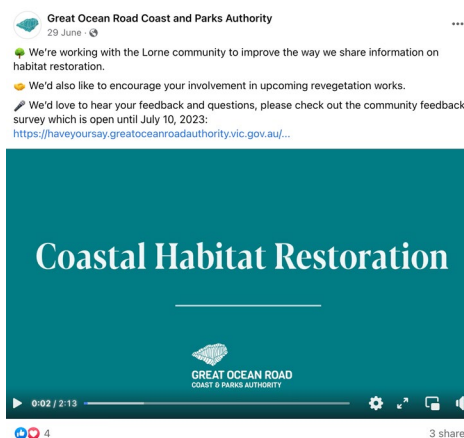 Great Ocean Road Coast and Parks Authority
29 June ·
We're working with the Lorne community to improve the way we share information on
habitat restoration.
We'd also like to encourage your involvement in upcoming revegetation works.
We'd love to hear your feedback and questions, please check out the community feedback
survey which is open until July 10, 2023:
https://haveyoursay.greatoceanroadauthority.vic.gov.au/...
Coastal Habitat Restoration
GREAT OCEAN ROAD
COAST & PARKS AUTHORITY
0:02 / 2:13
4
3 share